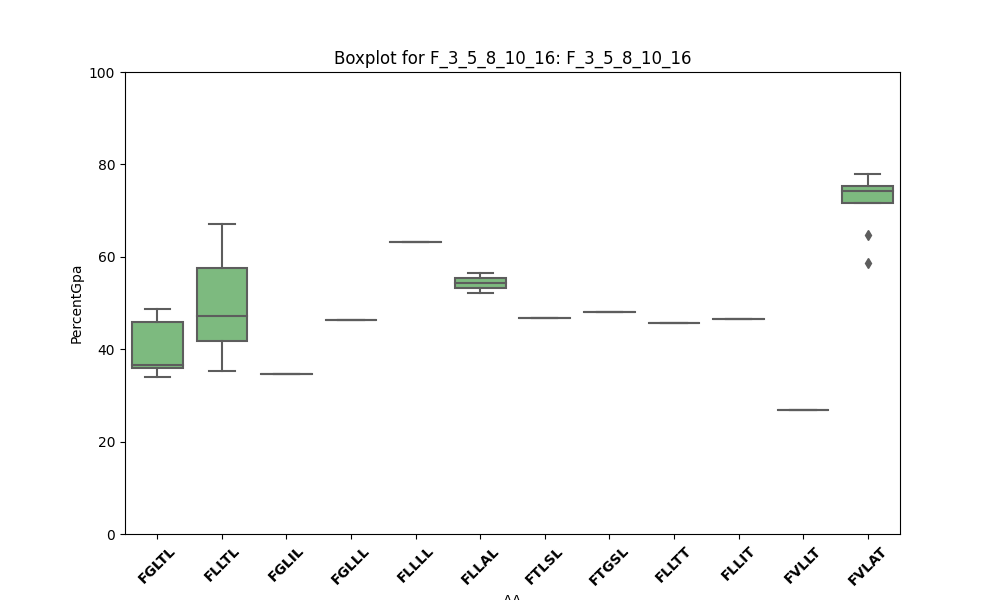 Boxplot for F_3_5_8_10_16: F_3_5_8_10_16
100
80
60
40
20
0
PercentGpa
FGLTL
FLLTL
FGLIL
FGLLL
FLLLL
FLLAL
FTLSL
FTGSL
FLLTT
FLLIT
FVLLT
FVLAT
AA